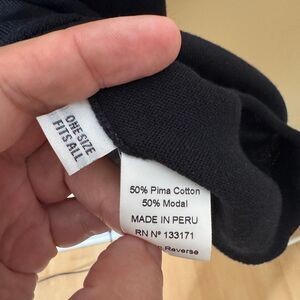 ONE SIZE
FITS ALL
50% Pima Cotton
50% Modal
MADE IN PERU
RN Nº 133171
Reverse